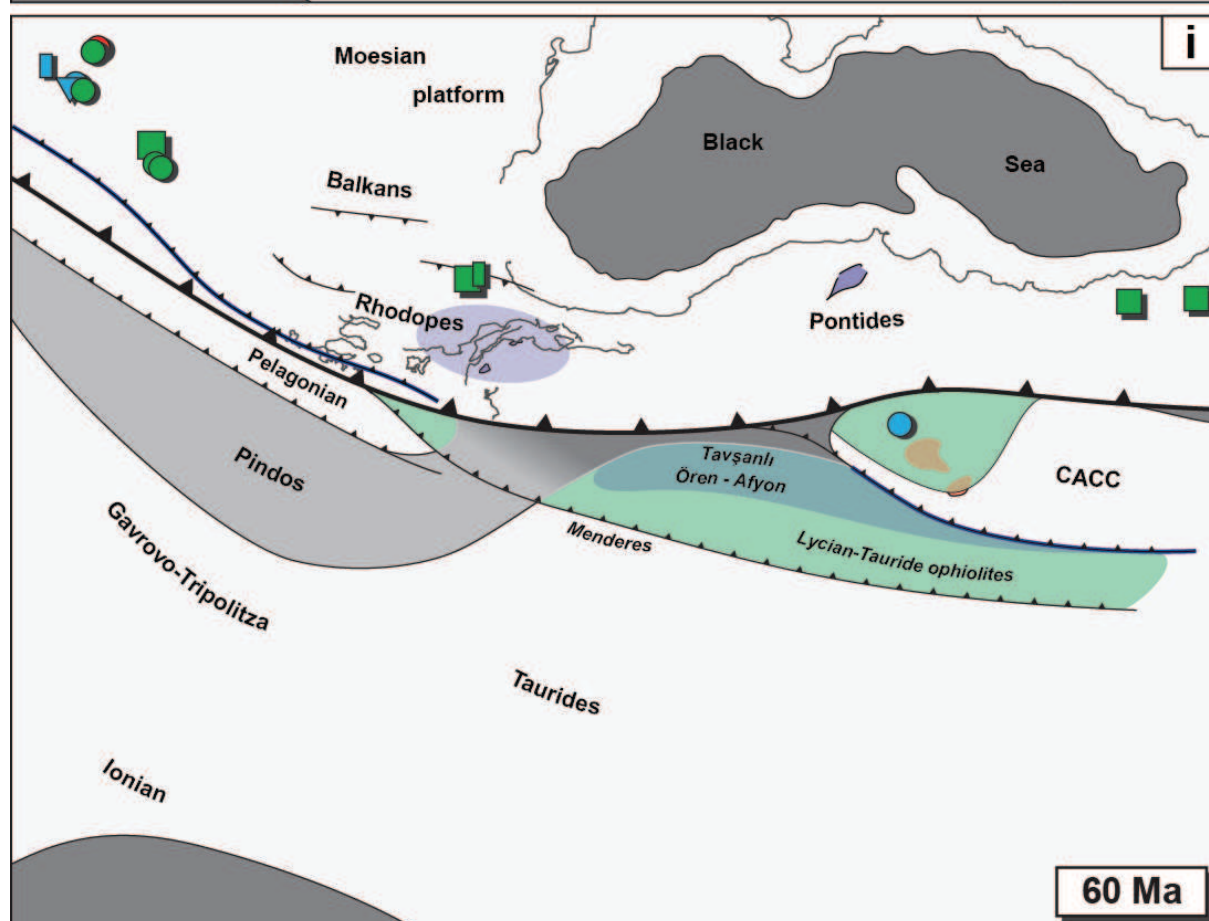 i
Moesian
platform
Black
Sea
Balkans
Rhodopes
Pontides
Pelagonian
Pindos
Tavşanlı
Ören - Afyon
CACC
Menderes
Lycian-Tauride ophiolites
Gavrovo-Tripolitza
Taurides
Ionian
60 Ma